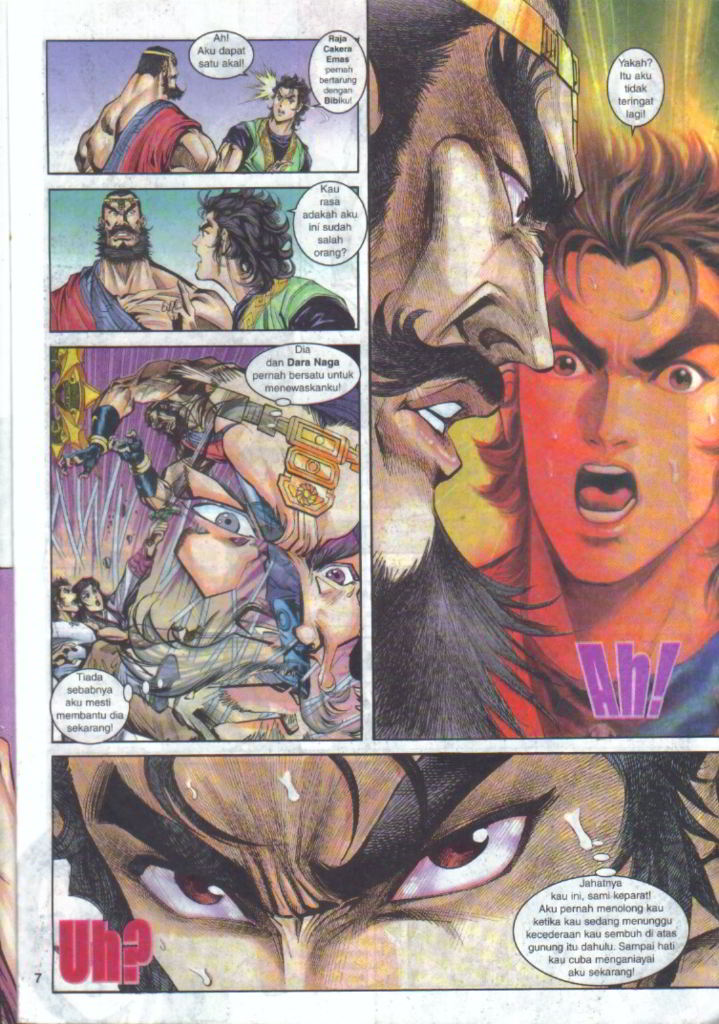 Ah!
Aku dapat
satu akal!
Raja
Cakera
Emas
pernah
bertarung
dengan
Bibiku!
Kau
rasa
adakah aku
ini sudah
salah
orang?
Dia
dan Dara Naga
pernah bersatu untuk
menewaskanku!
Tiada
sebabnya
aku mesti
membantu dia
sekarang!
Yakah?
Itu aku
tidak
teringat
lagi!
Ah!
Uh?
Jahatnya
kau ini, sami keparat!
Aku pernah menolong kau
ketika kau sedang menunggu
kecederaan kau sembuh di atas
gunung itu dahulu. Sampai hati
kau cuba menganiayai
aku sekarang!
7